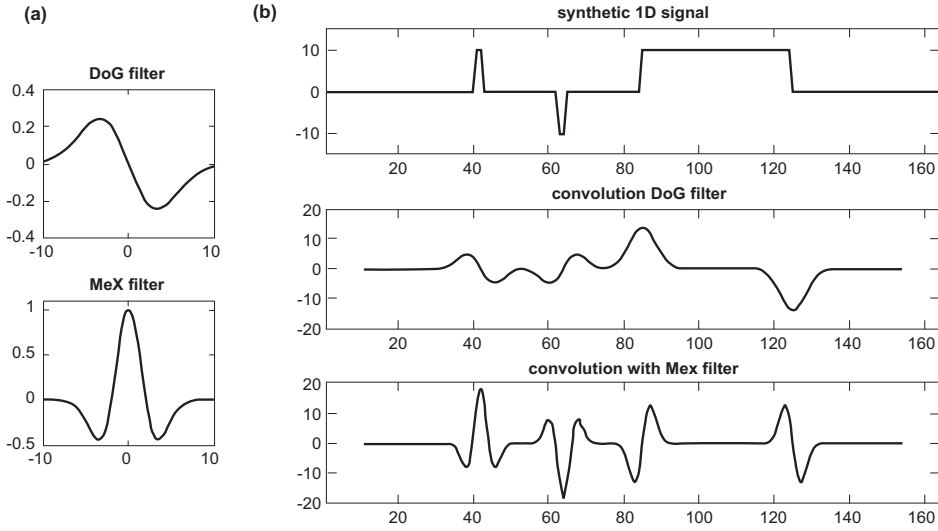 (a)
DoG filter
0.4
0.2
0
-0.2
-0.4
-10 0 10
MeX filter
1
0.5
0
-0.5
-10 0 10
(b)
synthetic 1D signal
10
0
-10
20 40 60 80 100 120 140 160
convolution DoG filter
20
10
0
-10
-20
20 40 60 80 100 120 140 160
convolution with Mex filter
20
10
0
-10
-20
20 40 60 80 100 120 140 160